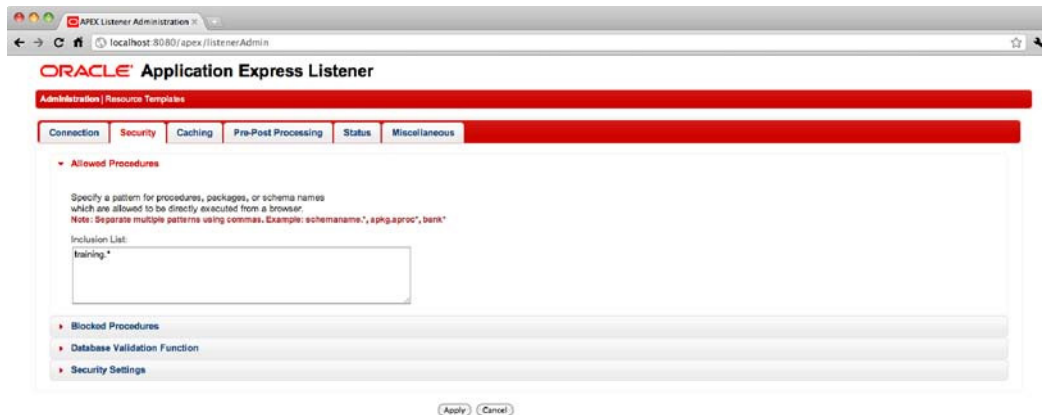 APEX Listener Administration
localhost:8080/apex/listenerAdmin
ORACLE Application Express Listener
Administration | Resource Templates
Connection Security Caching Pre-Post Processing Status Miscellaneous
Allowed Procedures
Specify a pattern for procedures, packages, or schema names
which are allowed to be directly executed from a browser.
Note: Separate multiple patterns using commas. Example: schemaname.*, apkg.aproc*, bank*
Inclusion List:
training.*
Blocked Procedures
Database Validation Function
Security Settings
Apply Cancel